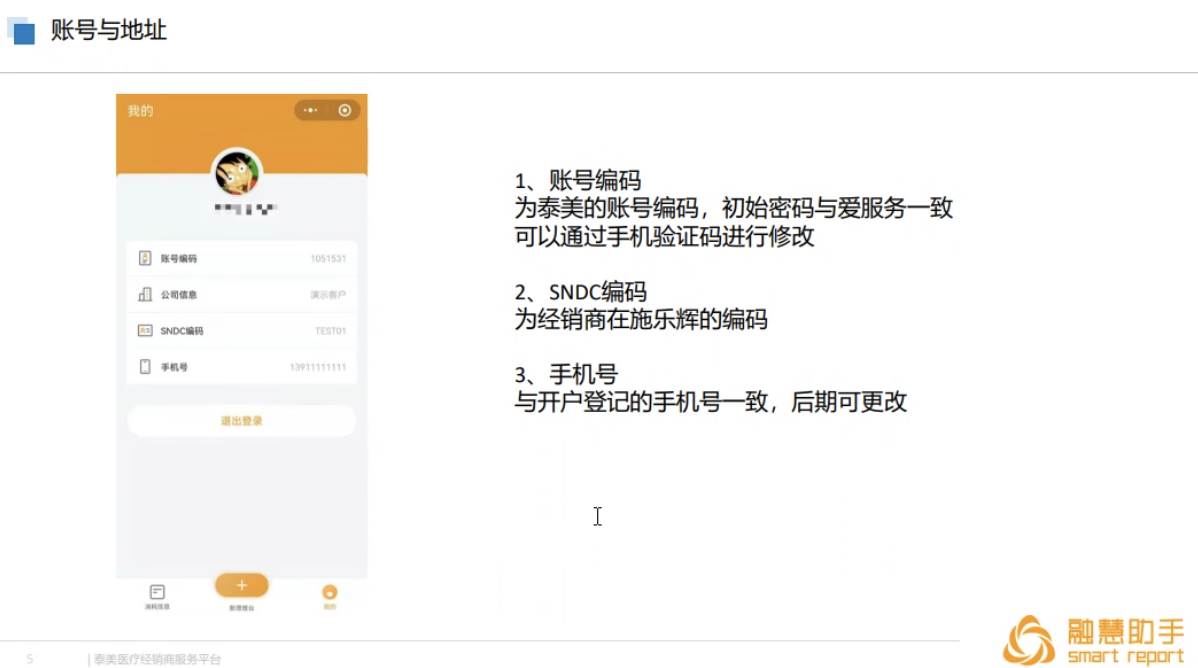 账号与地址
我的
账号编码 1051531
公司信息 演示客户
SNDC编码 TEST01
手机号 13911111111
退出登录
消耗信息
新增跟台
我的
1、账号编码
为泰美的账号编码，初始密码与爱服务一致
可以通过手机验证码进行修改
2、SNDC编码
为经销商在施乐辉的编码
3、手机号
与开户登记的手机号一致，后期可更改
5
|泰美医疗经销商服务平台
融慧助手
smart report